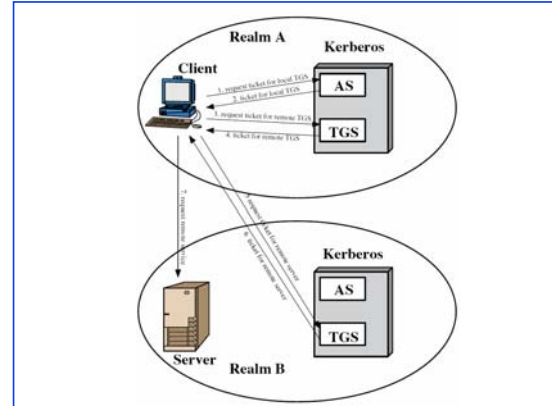 Realm A
Kerberos
Client
1. request ticket for local TGS
2. ticket for local TGS
AS
3. request ticket for remote TGS
TGS
4. ticket for remote TGS
5 request ticket for remote server
6. ticket for remote server
7. request remote service
Kerberos
AS
TGS
Server
Realm B